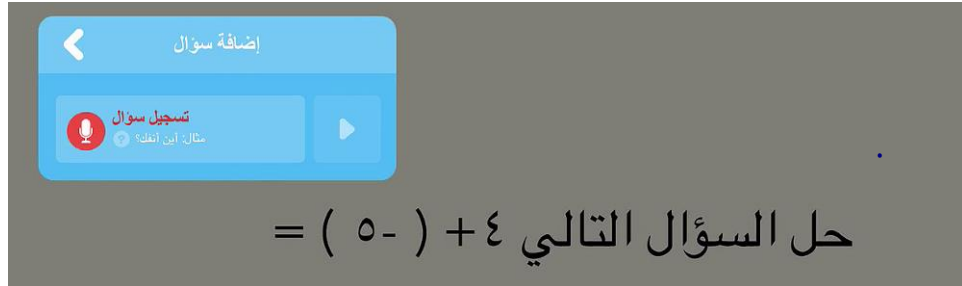 إضافة سؤال
تسجيل سؤال
مثال: أين أنفك؟ ?
حل السؤال التالي ٤+ ( -٥ ) =